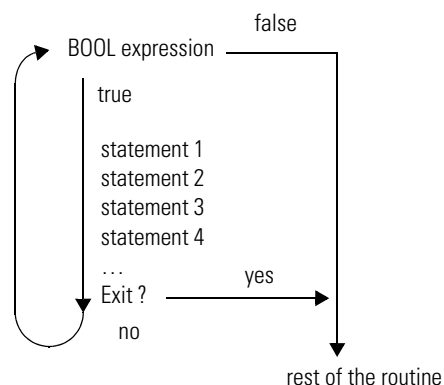 false
BOOL expression
true
statement 1
statement 2
statement 3
statement 4
…
Exit ?
yes
no
rest of the routine